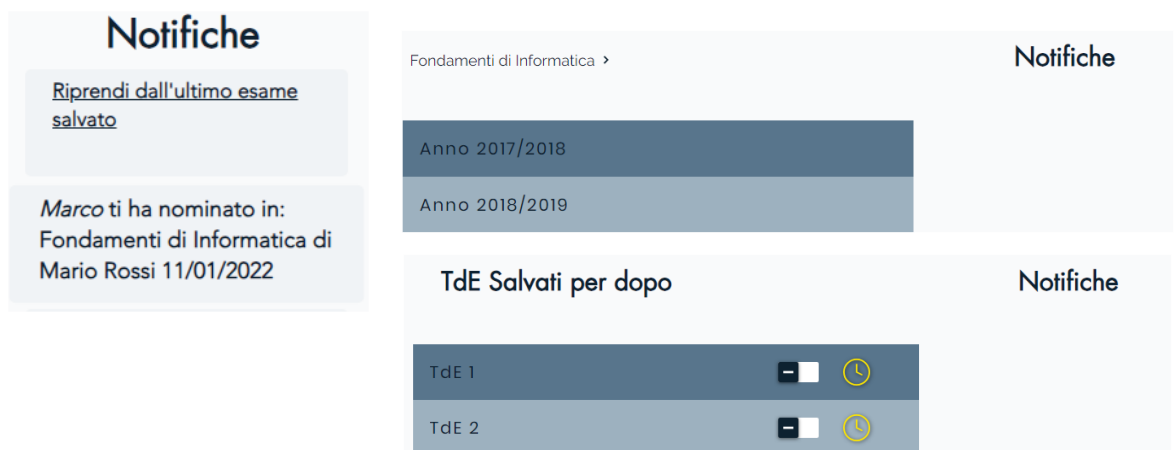 Notifiche
Riprendi dall'ultimo esame
salvato
Marco ti ha nominato in:
Fondamenti di Informatica di
Mario Rossi 11/01/2022
Fondamenti di Informatica >
Notifiche
Anno 2017/2018
Anno 2018/2019
TdE Salvati per dopo
Notifiche
TdE 1
TdE 2